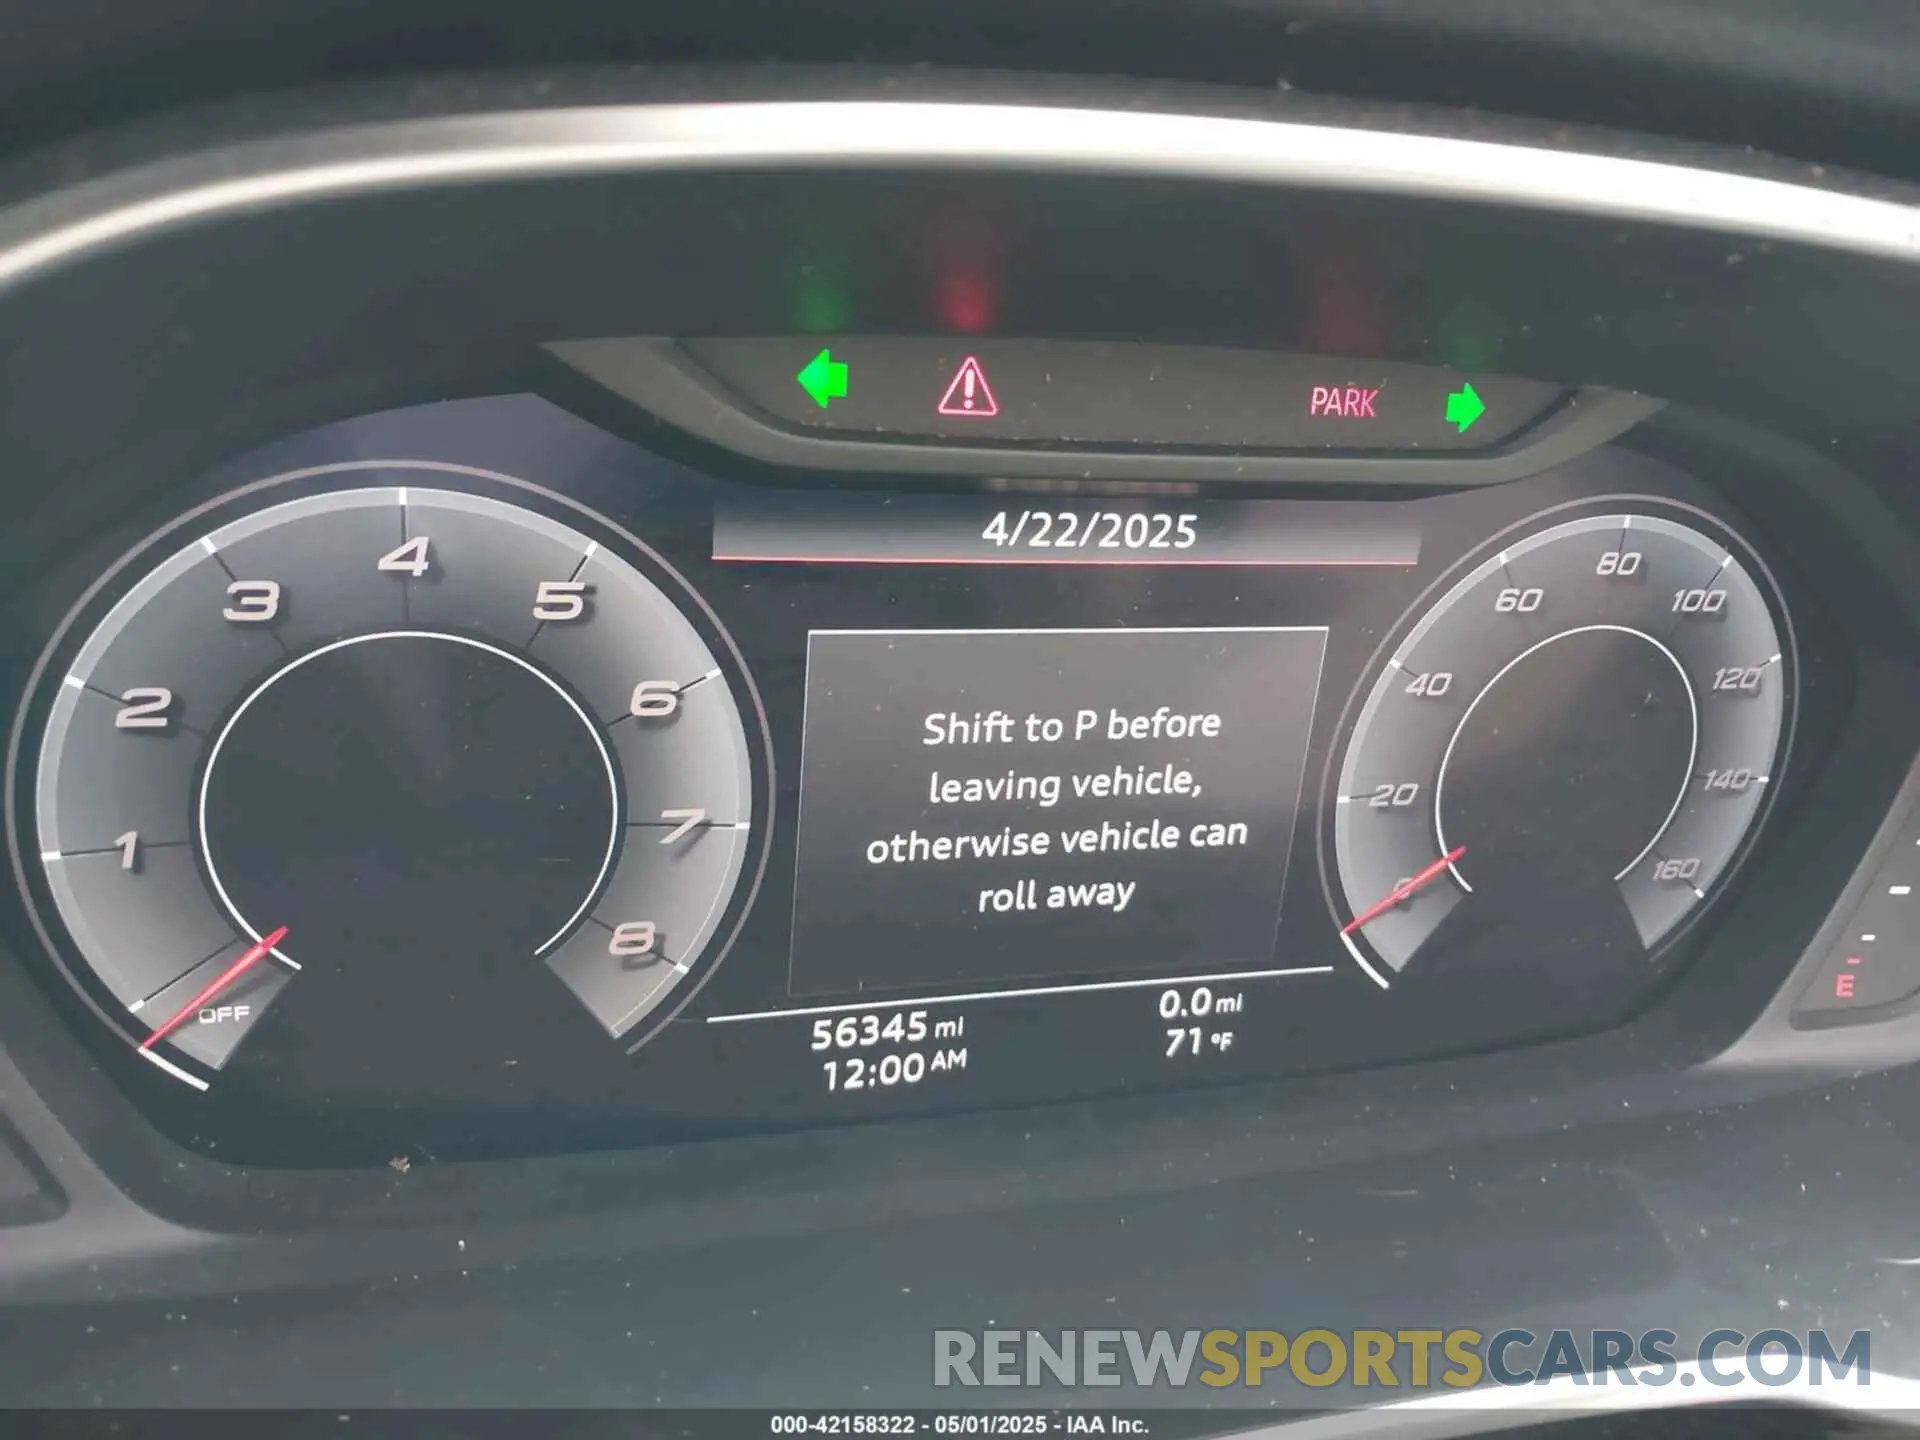 PARK
4/22/2025
1 2 3 4 5 6 7 8
OFF
Shift to P before
leaving vehicle,
otherwise vehicle can
roll away
0 20 40 60 80 100 120 140 160
56345 mi
0.0 mi
12:00 AM
71 °F
E
RENEWSPORTSCARS.COM
000-42158322 - 05/01/2025 - IAA Inc.